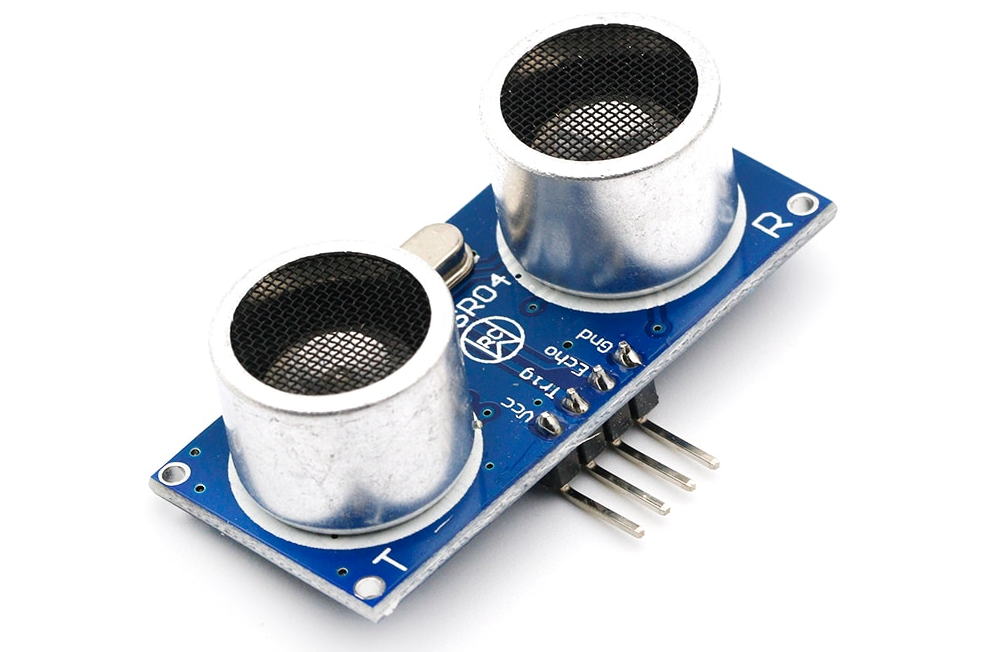 R
SR04
Gnd
Echo
Trig
Vcc
T